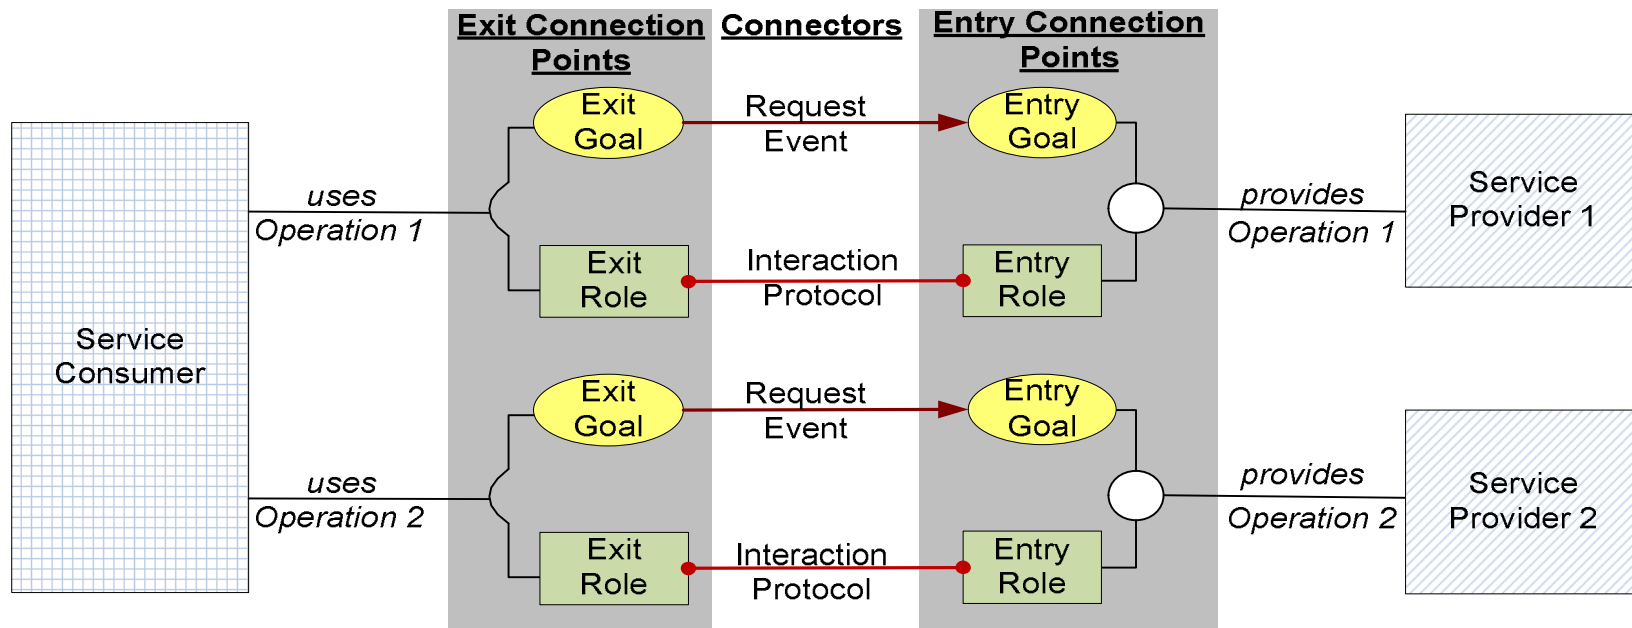 Exit Connection
Points
Connectors
Entry Connection
Points
Exit
Goal
Request
Event
Entry
Goal
uses
Operation 1
provides
Operation 1
Service
Provider 1
Exit
Role
Interaction
Protocol
Entry
Role
Service
Consumer
Exit
Goal
Request
Event
Entry
Goal
uses
Operation 2
provides
Operation 2
Service
Provider 2
Exit
Role
Interaction
Protocol
Entry
Role